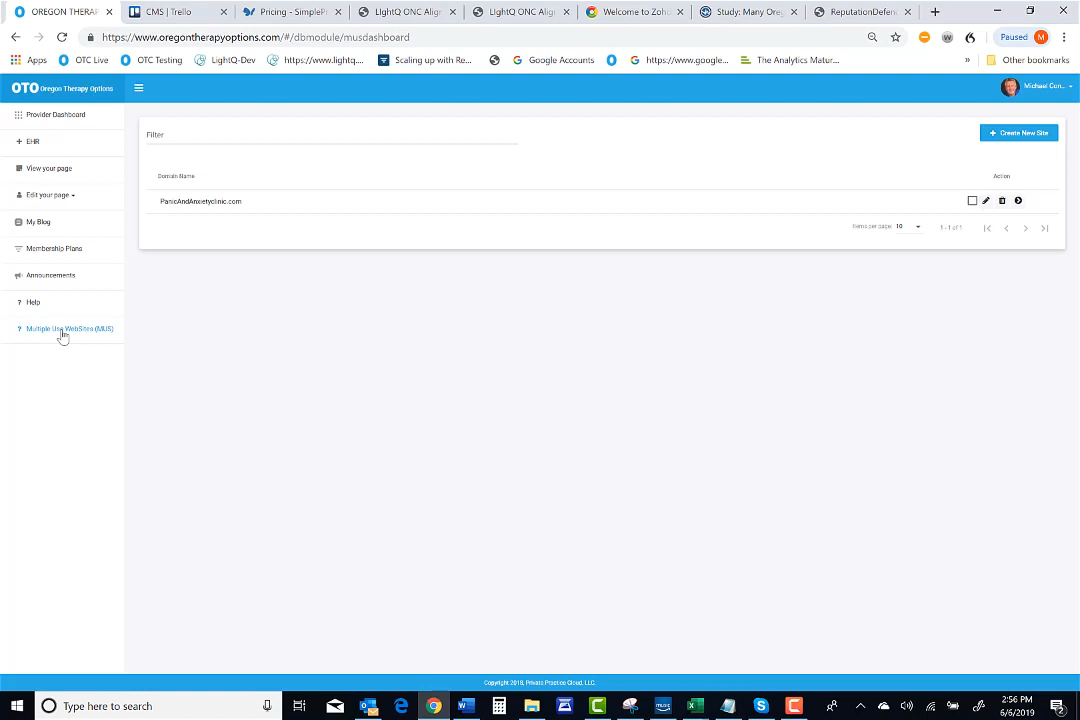 OREGON THERAP
CMS | Trello
Pricing - SimplePr
LIghtQ ONC Align
LIghtQ ONC Align
Welcome to Zoho
Study: Many Oreg
ReputationDefend
https://www.oregontherapyoptions.com/#/dbmodule/musdashboard
Paused
M
Apps
OTC Live
OTC Testing
LightQ-Dev
https://www.lightq...
Scaling up with Re...
Google Accounts
https://www.google...
The Analytics Matur...
Other bookmarks
OTO Oregon Therapy Options
Michael Con...
Provider Dashboard
EHR
View your page
Edit your page
My Blog
Membership Plans
Announcements
Help
Multiple Use WebSites (MUS)
Filter
Create New Site
Domain Name
Action
PanicAndAnxietyclinic.com
Items per page: 10
1 - 1 of 1
Copyright 2018, Private Practice Cloud, LLC.
Type here to search
2:56 PM
6/6/2019